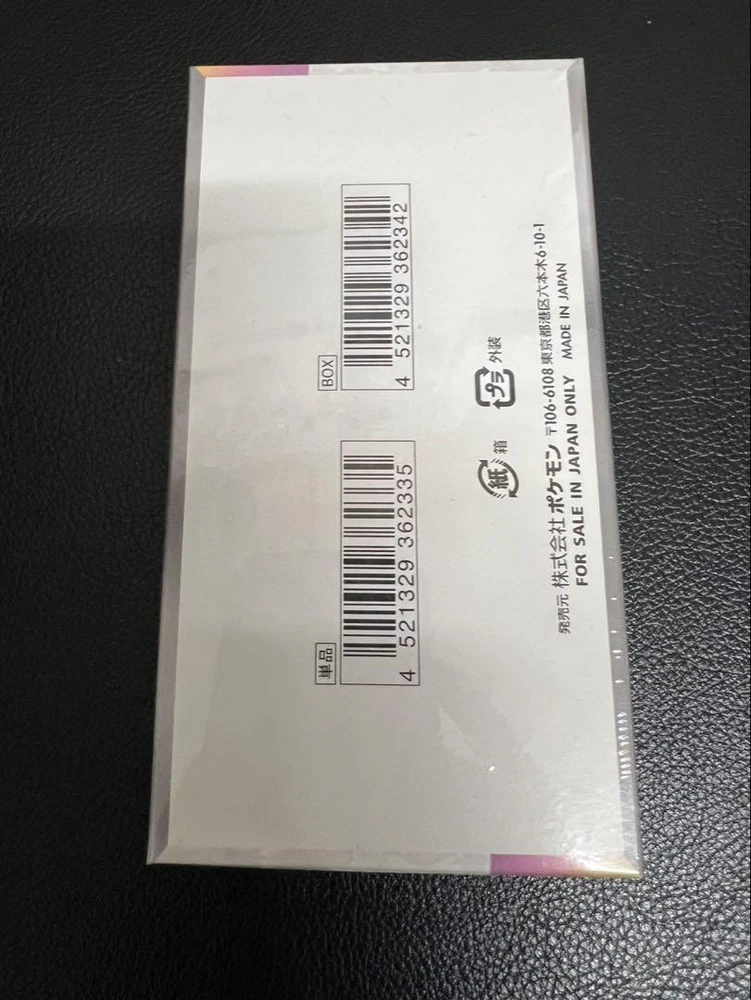 BOX
4 521329 362342
単品
4 521329 362335
紙 箱
プラ 外装
発売元 株式会社ポケモン 〒106-6108 東京都港区六本木6-10-1
FOR SALE IN JAPAN ONLY MADE IN JAPAN